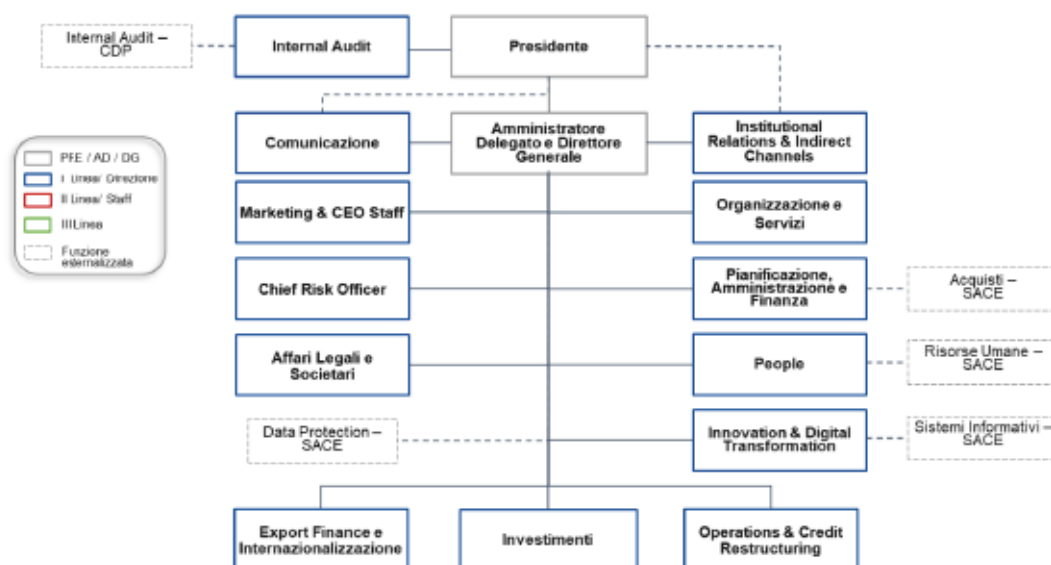 Internal Audit –
CDP
Internal Audit
Presidente
Comunicazione
Amministratore
Delegato e Direttore
Generale
Institutional
Relations & Indirect
Channels
PFE / AD / DG
I Linea/ Direzione
II Linea/ Staff
III Linea
Funzione
esternalizzata
Marketing & CEO Staff
Organizzazione e
Servizi
Chief Risk Officer
Pianificazione,
Amministrazione e
Finanza
Acquisti –
SACE
Affari Legali e
Societari
People
Risorse Umane –
SACE
Data Protection –
SACE
Innovation & Digital
Transformation
Sistemi Informativi –
SACE
Export Finance e
Internazionalizzazione
Investimenti
Operations & Credit
Restructuring